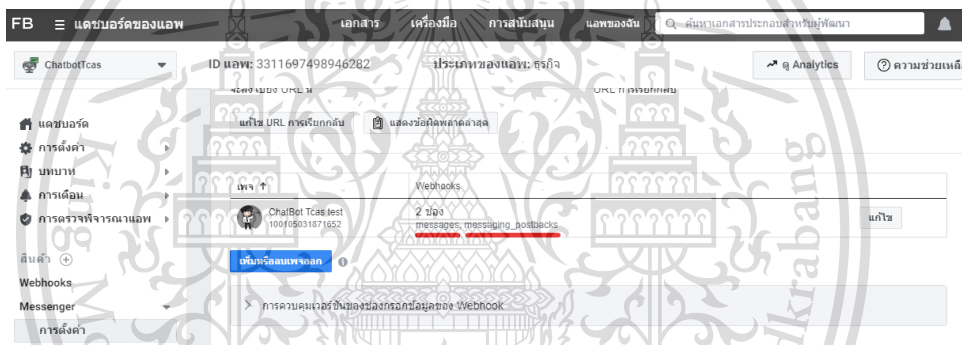 FB ≡ แดชบอร์ดของแอพ เอกสาร เครื่องมือ การสนับสนุน แอพของฉัน ค้นหาเอกสารประกอบสำหรับผู้พัฒนา
ChatbotTcas ID แอพ: 3311697498946282 ประเภทของแอพ: ธุรกิจ ดู Analytics ความช่วยเหลือ
แดชบอร์ด แก้ไข URL การเรียกกลับ แสดงข้อผิดพลาดล่าสุด
การตั้งค่า
บทบาท
การเตือน เพจ ↑ Webhooks
การตรวจพิจารณาแอพ ChatBot Tcas test 2 ช่อง แก้ไข
100105031871652 messages, messaging_postbacks
สินค้า เพิ่มหรือลบเพจออก
Webhooks
Messenger การควบคุมเวอร์ชันของช่องกรอกข้อมูลของ Webhook
การตั้งค่า